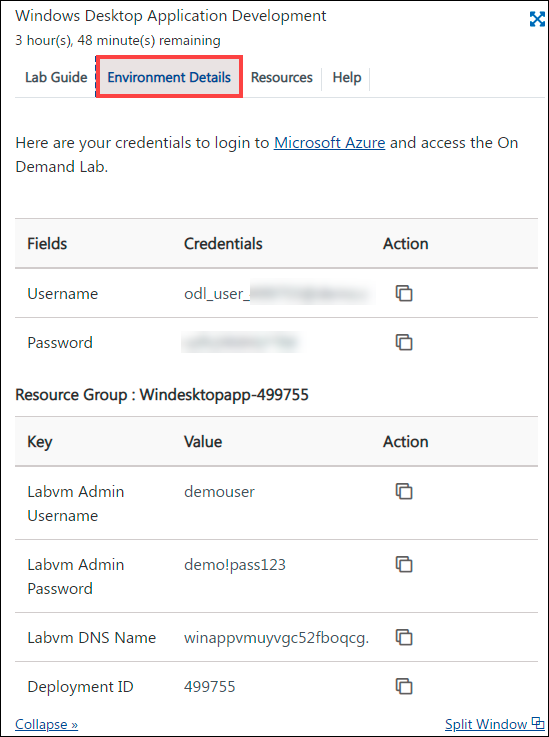 Windows Desktop Application Development
3 hour(s), 48 minute(s) remaining
Lab Guide Environment Details Resources Help
Here are your credentials to login to Microsoft Azure and access the On
Demand Lab.
Fields Credentials Action
Username odl_user_
Password
Resource Group : Windesktopapp-499755
Key Value Action
Labvm Admin
Username
demouser
Labvm Admin
Password
demo!pass123
Labvm DNS Name winappvmuyvgc52fboqcg.
Deployment ID 499755
Collapse » Split Window